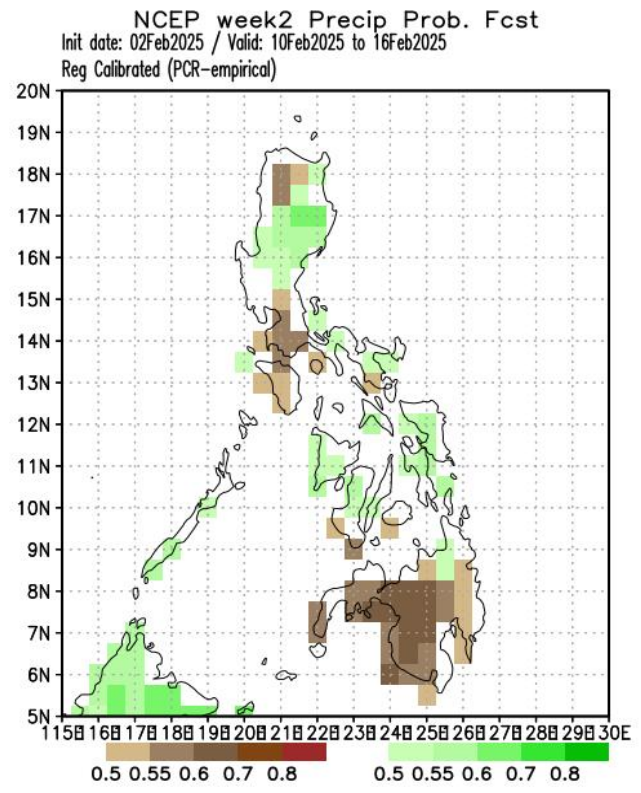 NCEP week2 Precip Prob. Fcst
Init date: 02Feb2025 / Valid: 10Feb2025 to 16Feb2025
Reg Calibrated (PCR-empirical)
20N
19N
18N
17N
16N
15N
14N
13N
12N
11N
10N
9N
8N
7N
6N
5N
115E 116E 117E 118E 119E 120E 121E 122E 123E 124E 125E 126E 127E 128E 129E 130E
0.5 0.55 0.6 0.7 0.8 0.5 0.55 0.6 0.7 0.8